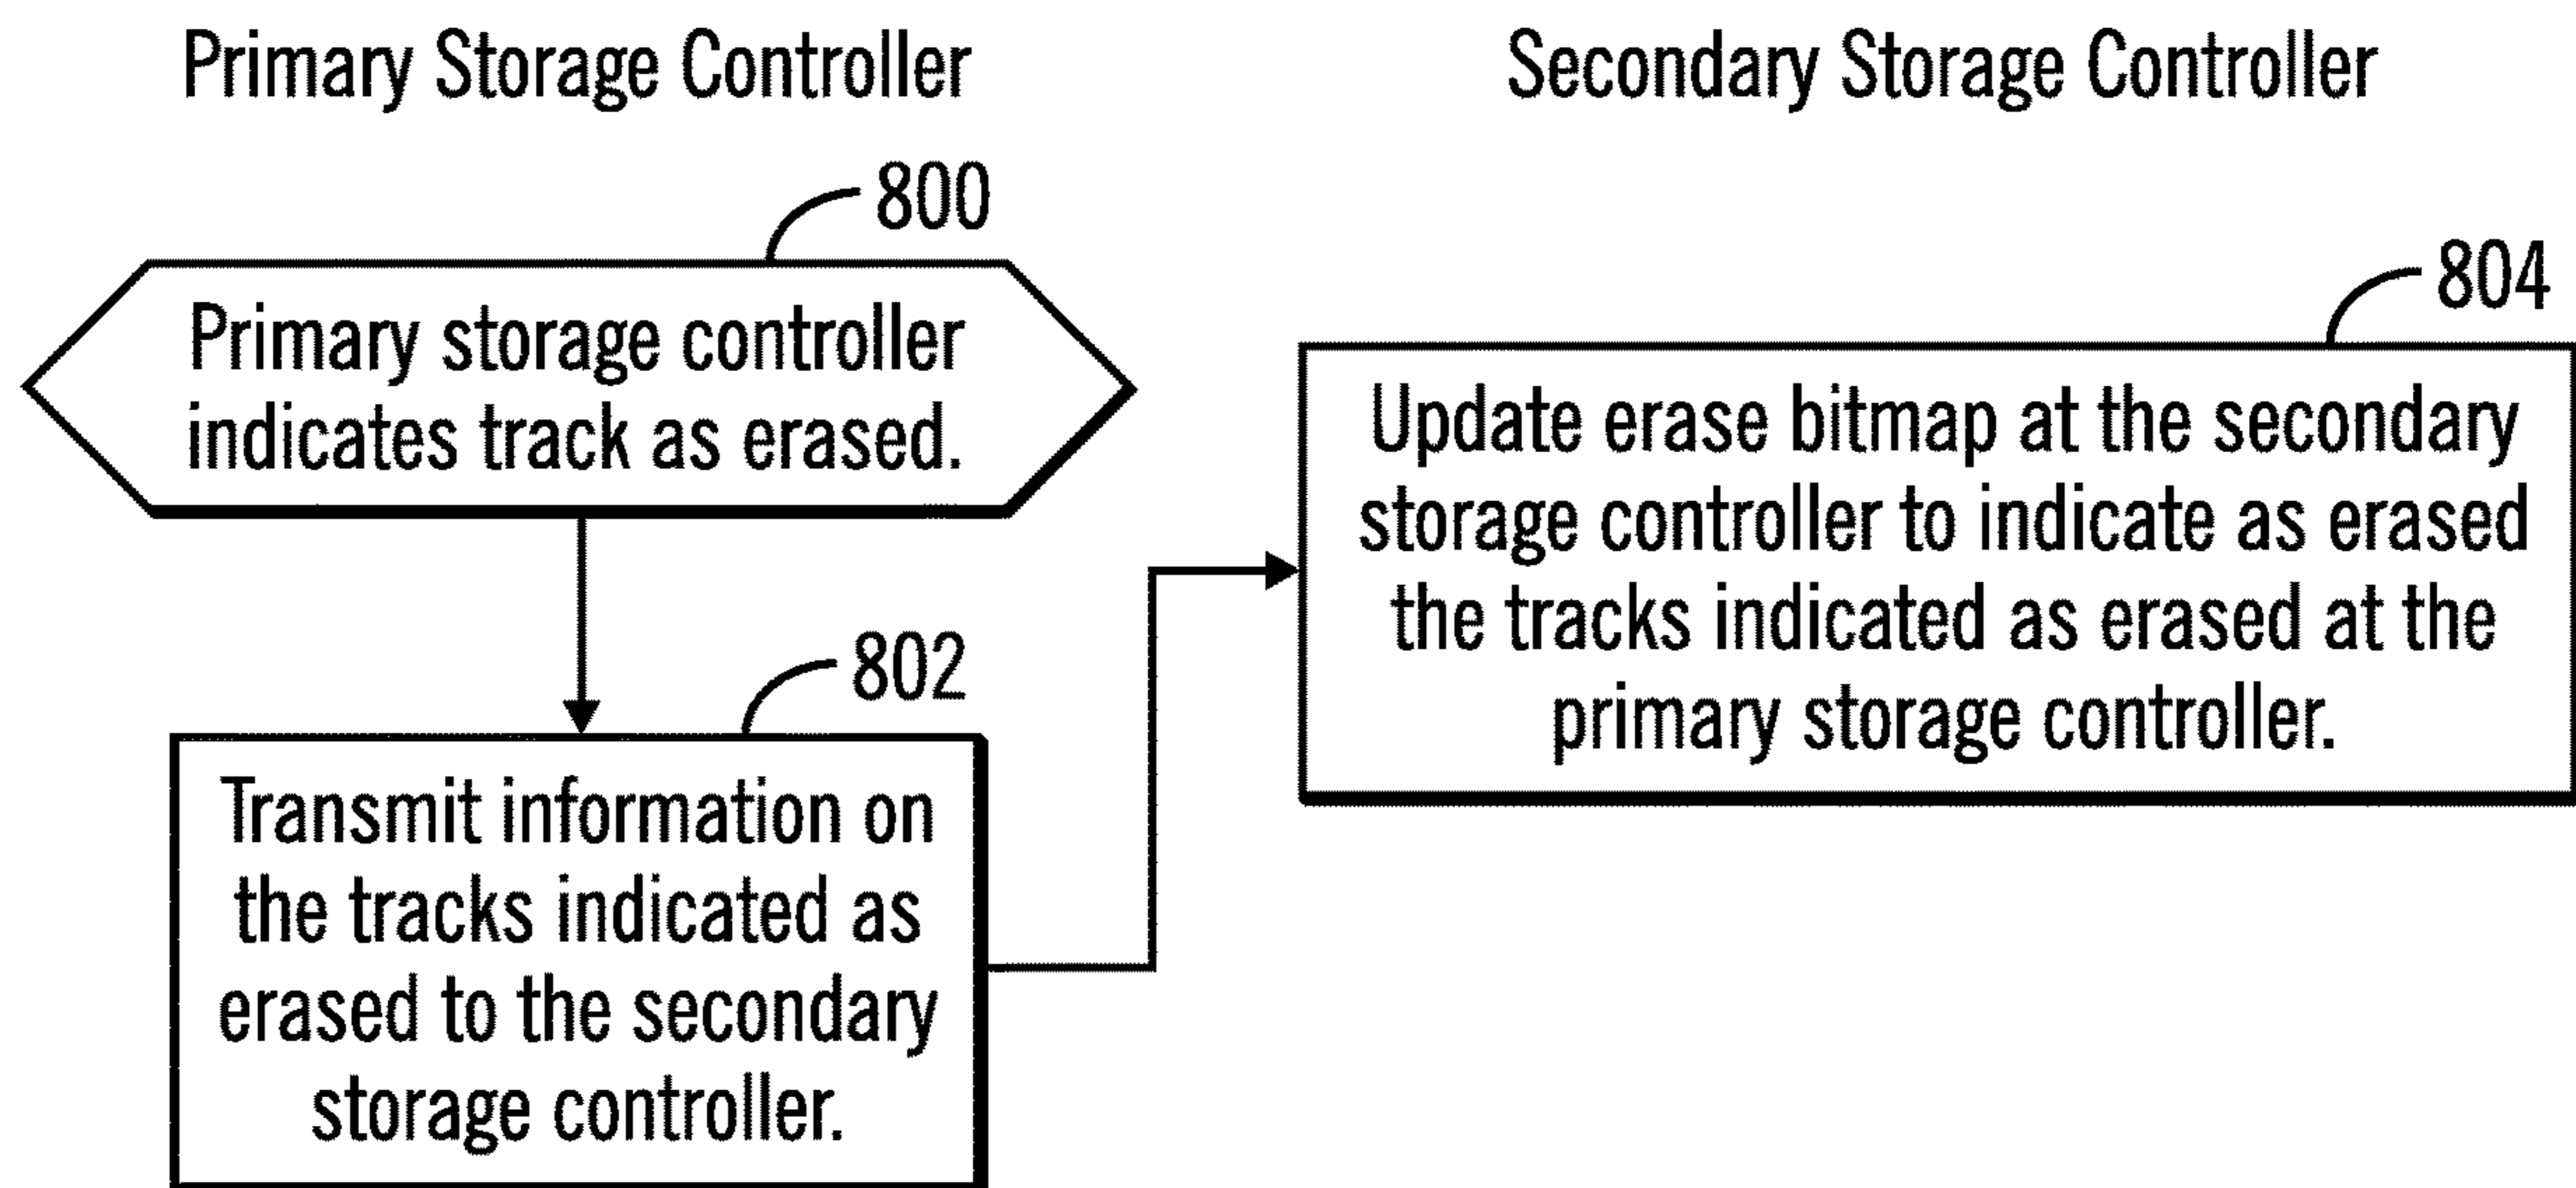 Primary Storage Controller
800
Primary storage controller
indicates track as erased.
802
Transmit information on
the tracks indicated as
erased to the secondary
storage controller.
Secondary Storage Controller
804
Update erase bitmap at the secondary
storage controller to indicate as erased
the tracks indicated as erased at the
primary storage controller.